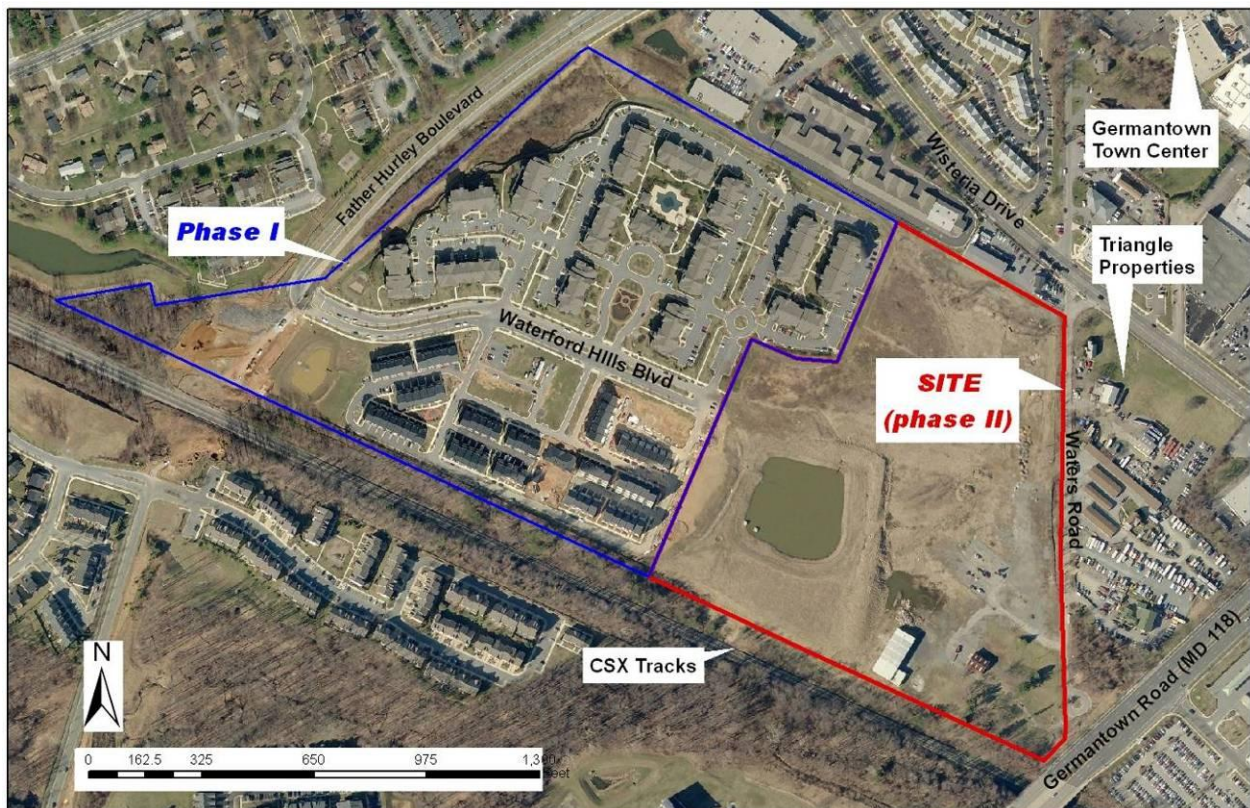 Father Hurley Boulevard
Phase I
Germantown
Town Center
Wisteria Drive
Triangle
Properties
Waterford HIlls Blvd
SITE
(phase II)
Waters Road
CSX Tracks
Germantown Road (MD 118)
N
0 162.5 325 650 975